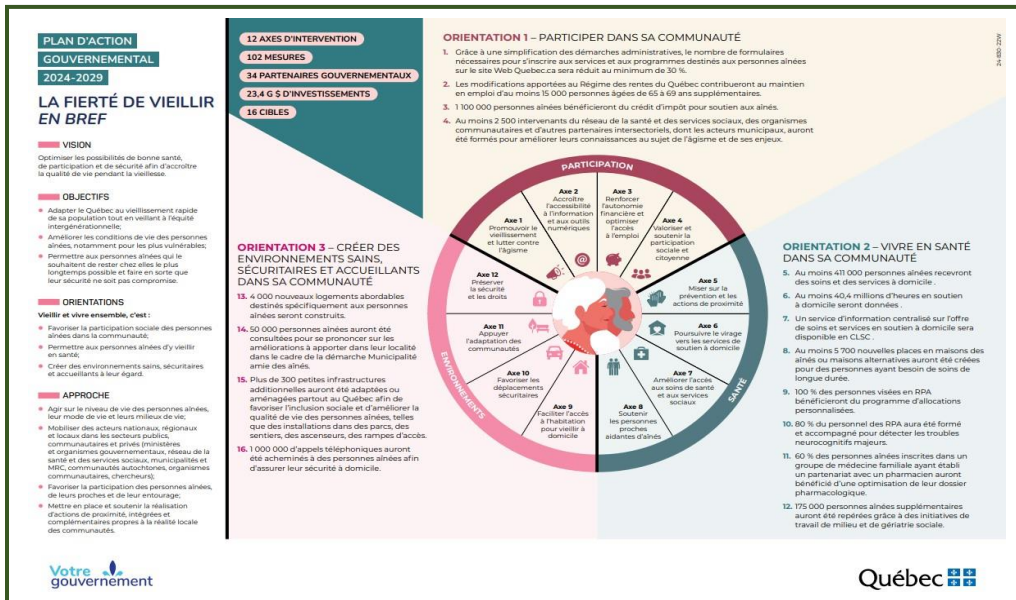 PLAN D'ACTION
GOUVERNEMENTAL
2024-2029
LA FIERTÉ DE VIEILLIR
EN BREF
VISION
Optimiser les possibilités de bonne santé,
de participation et de sécurité afin d'accroître
la qualité de vie pendant la vieillesse.
OBJECTIFS
Adapter le Québec au vieillissement rapide
de sa population tout en veillant à l'équité
intergénérationnelle;
Améliorer les conditions de vie des personnes
aînées, notamment pour les plus vulnérables;
Permettre aux personnes aînées qui le
souhaitent de rester chez elles le plus
longtemps possible et faire en sorte que
leur sécurité ne soit pas compromise.
ORIENTATIONS
Vieillir et vivre ensemble, c'est :
Favoriser la participation sociale des personnes
aînées dans la communauté;
Permettre aux personnes aînées d'y vieillir
en santé;
Créer des environnements sains, sécuritaires
et accueillants à leur égard.
APPROCHE
Agir sur le niveau de vie des personnes aînées,
leur mode de vie et leurs milieux de vie;
Mobiliser des acteurs nationaux, régionaux
et locaux dans les secteurs publics,
communautaires et privés (ministères
et organismes gouvernementaux, réseau de la
santé et des services sociaux, municipalités et
MRC, communautés autochtones, organismes
communautaires, chercheurs);
Favoriser la participation des personnes aînées,
de leurs proches et de leur entourage;
Mettre en place et soutenir la réalisation
d'actions de proximité, intégrées et
complémentaires propres à la réalité locale
des communautés.
12 AXES D'INTERVENTION
102 MESURES
34 PARTENAIRES GOUVERNEMENTAUX
23,4 G $ D'INVESTISSEMENTS
16 CIBLES
ORIENTATION 1 – PARTICIPER DANS SA COMMUNAUTÉ
1. Grâce à une simplification des démarches administratives, le nombre de formulaires
nécessaires pour s'inscrire aux services et aux programmes destinés aux personnes aînées
sur le site Web Quebec.ca sera réduit au minimum de 30 %.
2. Les modifications apportées au Régime des rentes du Québec contribueront au maintien
en emploi d'au moins 15 000 personnes âgées de 65 à 69 ans supplémentaires.
3. 1 100 000 personnes aînées bénéficieront du crédit d'impôt pour soutien aux aînés.
4. Au moins 2 500 intervenants du réseau de la santé et des services sociaux, des organismes
communautaires et d'autres partenaires intersectoriels, dont les acteurs municipaux, auront
été formés pour améliorer leurs connaissances au sujet de l'âgisme et de ses enjeux.
24-830-22W
PARTICIPATION
Axe 1
Promouvoir le
vieillissement
et lutter contre
l'âgisme
Axe 2
Accroître
l'accessibilité
à l'information
et aux outils
numériques
Axe 3
Renforcer
l'autonomie
financière et
optimiser
l'accès
à l'emploi
Axe 4
Valoriser et
soutenir la
participation
sociale et
citoyenne
SANTÉ
Axe 5
Miser sur la
prévention et les
actions de proximité
Axe 6
Poursuivre le virage
vers les services de
soutien à domicile
Axe 7
Améliorer l'accès
aux soins de santé
et aux services
sociaux
Axe 8
Soutenir
les personnes
proches
aidantes d'aînés
ENVIRONNEMENTS
Axe 9
Faciliter l'accès
à l'habitation
pour vieillir à
domicile
Axe 10
Favoriser les
déplacements
sécuritaires
Axe 11
Appuyer
l'adaptation des
communautés
Axe 12
Préserver
la sécurité
et les droits
ORIENTATION 3 – CRÉER DES
ENVIRONNEMENTS SAINS,
SÉCURITAIRES ET ACCUEILLANTS
DANS SA COMMUNAUTÉ
13. 4 000 nouveaux logements abordables
destinés spécifiquement aux personnes
aînées seront construits.
14. 50 000 personnes aînées auront été
consultées pour se prononcer sur les
améliorations à apporter dans leur localité
dans le cadre de la démarche Municipalité
amie des aînés.
15. Plus de 300 petites infrastructures
additionnelles auront été adaptées ou
aménagées partout au Québec afin de
favoriser l'inclusion sociale et d'améliorer la
qualité de vie des personnes aînées, telles
que des installations dans des parcs, des
sentiers, des ascenseurs, des rampes d'accès.
16. 1 000 000 d'appels téléphoniques auront
été acheminés à des personnes aînées afin
d'assurer leur sécurité à domicile.
ORIENTATION 2 – VIVRE EN SANTÉ
DANS SA COMMUNAUTÉ
5. Au moins 411 000 personnes aînées recevront
des soins et des services à domicile .
6. Au moins 40,4 millions d'heures en soutien
à domicile seront données .
7. Un service d'information centralisé sur l'offre
de soins et services en soutien à domicile sera
disponible en CLSC .
8. Au moins 5 700 nouvelles places en maisons des
aînés ou maisons alternatives auront été créées
pour des personnes ayant besoin de soins de
longue durée.
9. 100 % des personnes visées en RPA
bénéficieront du programme d'allocations
personnalisées.
10. 80 % du personnel des RPA aura été formé
et accompagné pour détecter les troubles
neurocognitifs majeurs.
11. 60 % des personnes aînées inscrites dans un
groupe de médecine familiale ayant établi
un partenariat avec un pharmacien auront
bénéficié d'une optimisation de leur dossier
pharmacologique.
12. 175 000 personnes aînées supplémentaires
auront été repérées grâce à des initiatives de
travail de milieu et de gériatrie sociale.
Votre
gouvernement
Québec